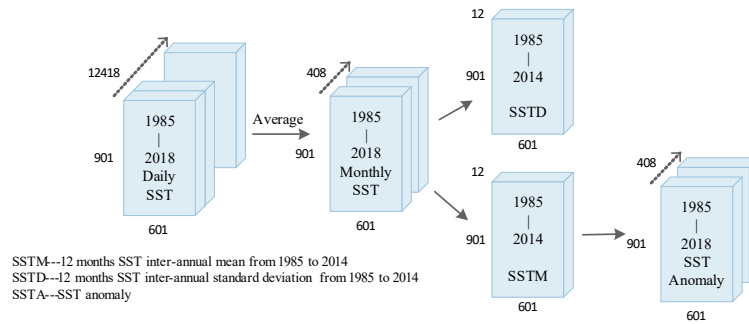 12418
901
1985
|
2018
Daily
SST
601
Average
408
901
1985
|
2018
Monthly
SST
601
12
901
1985
|
2014
SSTD
601
12
901
1985
|
2014
SSTM
601
408
901
1985
|
2018
SST
Anomaly
601
SSTM---12 months SST inter-annual mean from 1985 to 2014
SSTD---12 months SST inter-annual standard deviation from 1985 to 2014
SSTA---SST anomaly